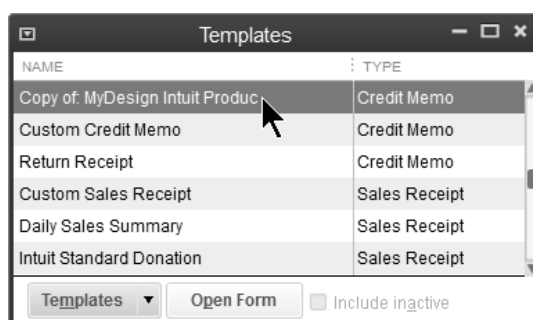 Templates
NAME TYPE
Copy of: MyDesign Intuit Produc Credit Memo
Custom Credit Memo Credit Memo
Return Receipt Credit Memo
Custom Sales Receipt Sales Receipt
Daily Sales Summary Sales Receipt
Intuit Standard Donation Sales Receipt
Templates Open Form Include inactive